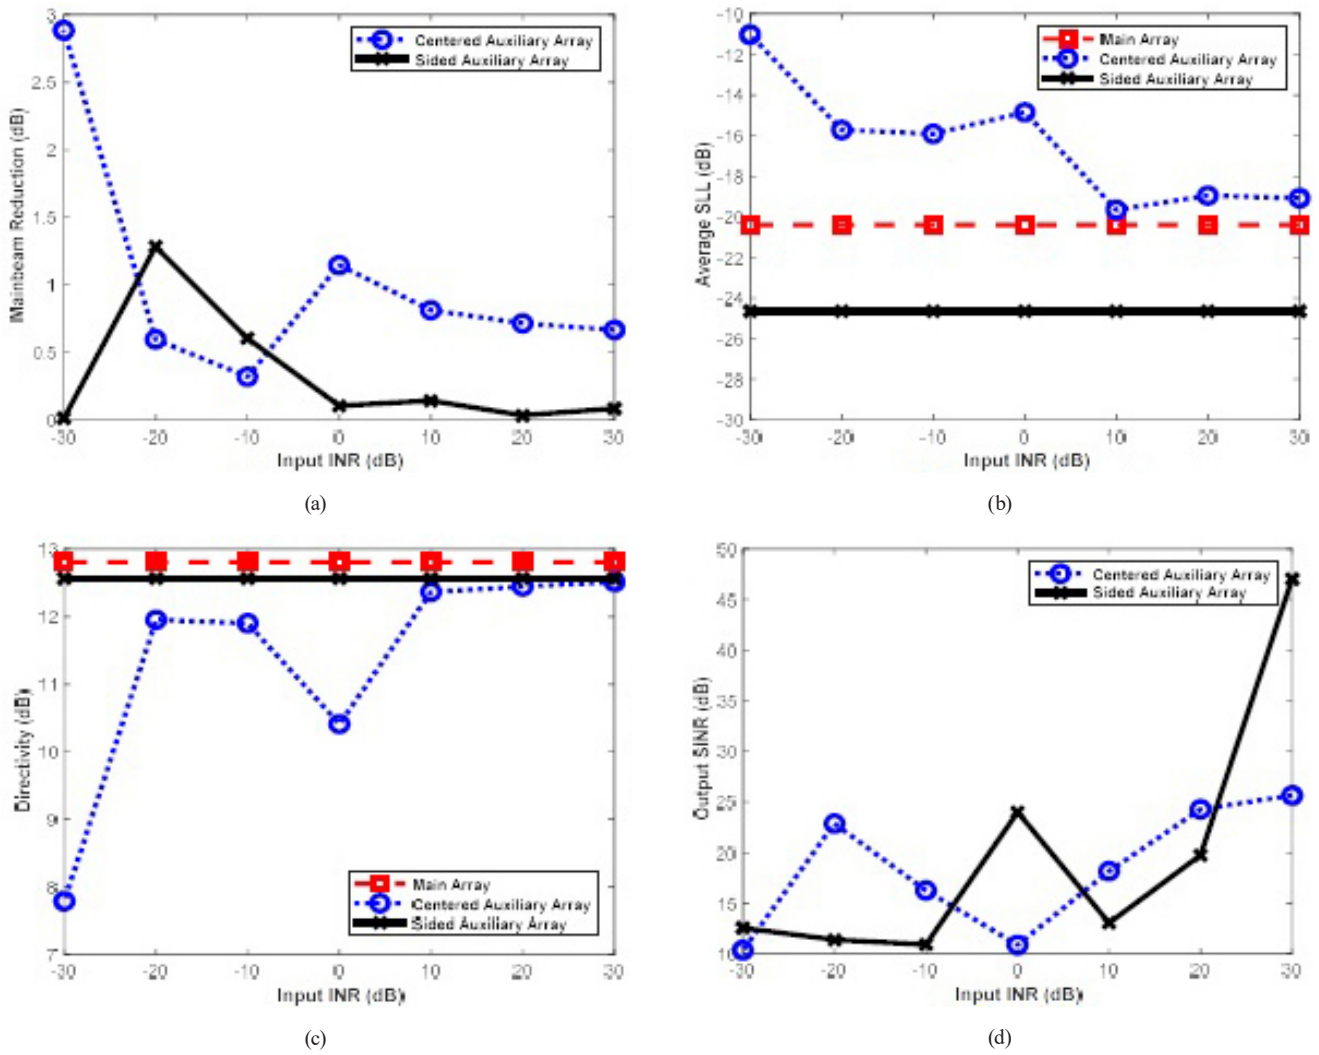 3
2.5
2
1.5
1
0.5
0
-30 -20 -10 0 10 20 30
Mainbeam Reduction (dB)
Input INR (dB)
Centered Auxiliary Array
Sided Auxiliary Array
(a)
-10
-12
-14
-16
-18
-20
-22
-24
-26
-28
-30
-30 -20 -10 0 10 20 30
Average SLL (dB)
Input INR (dB)
Main Array
Centered Auxiliary Array
Sided Auxiliary Array
(b)
13
12
11
10
9
8
7
-30 -20 -10 0 10 20 30
Directivity (dB)
Input INR (dB)
Main Array
Centered Auxiliary Array
Sided Auxiliary Array
(c)
50
45
40
35
30
25
20
15
10
-30 -20 -10 0 10 20 30
Output SINR (dB)
Input INR (dB)
Centered Auxiliary Array
Sided Auxiliary Array
(d)